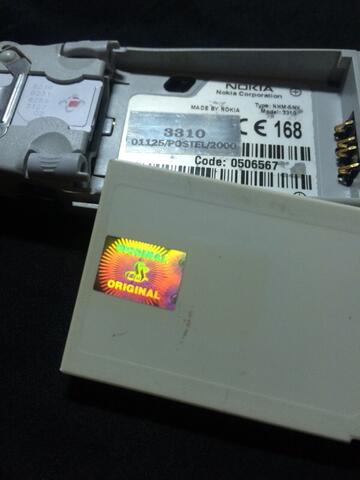 NOKIA
Nokia Corporation
MADE BY NOKIA
Type: NHM-5NX
Model: 3310
3310
01125/POSTEL/2000
CE 168
Code: 0506567
ORIGINAL
ORIGINAL